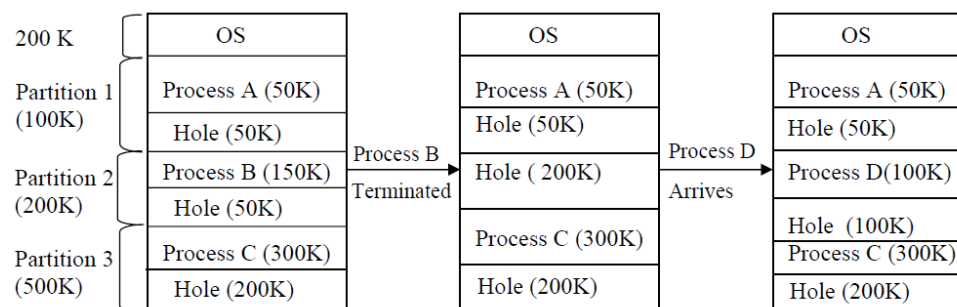 200 K
Partition 1
(100K)
Partition 2
(200K)
Partition 3
(500K)
OS
Process A (50K)
Hole (50K)
Process B (150K)
Hole (50K)
Process C (300K)
Hole (200K)
Process B
Terminated
OS
Process A (50K)
Hole (50K)
Hole ( 200K)
Process C (300K)
Hole (200K)
Process D
Arrives
OS
Process A (50K)
Hole (50K)
Process D(100K)
Hole (100K)
Process C (300K)
Hole (200K)